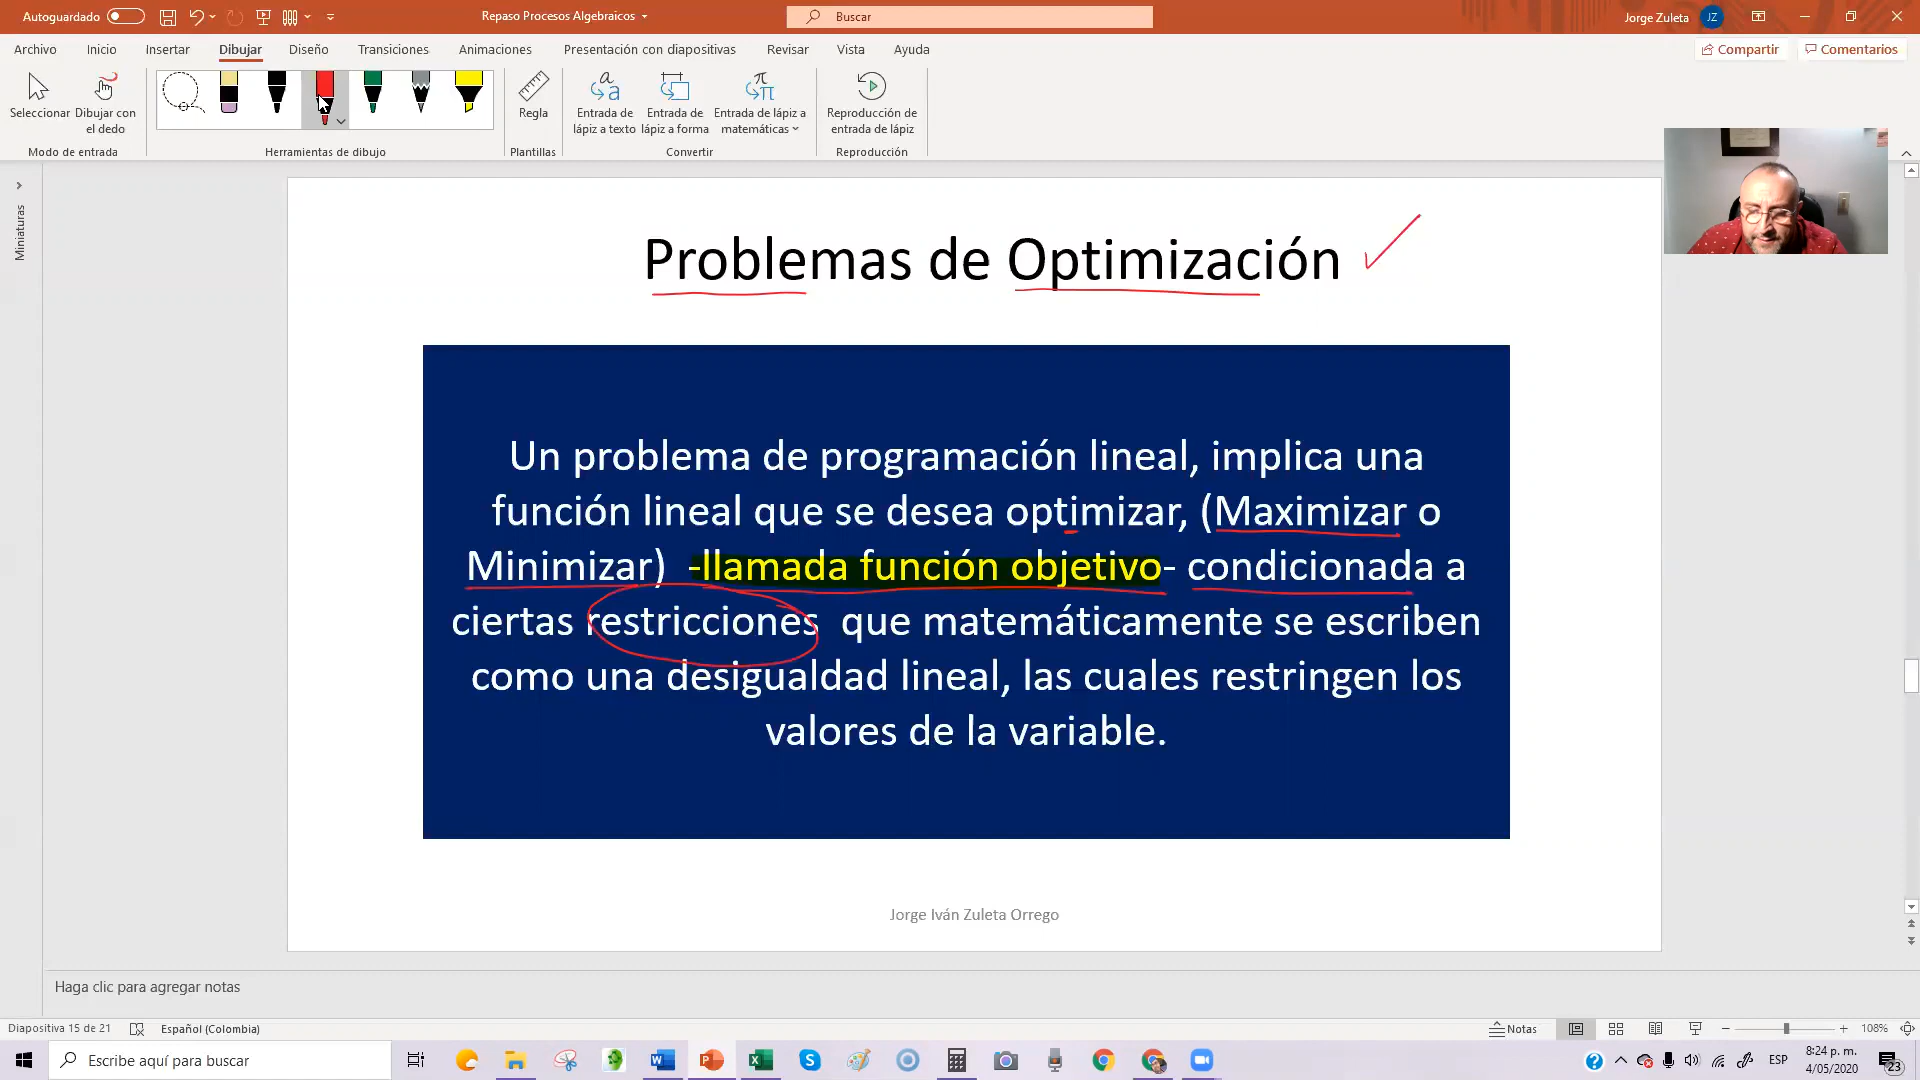 Autoguardado
Repaso Procesos Algebraicos
Buscar
Jorge Zuleta
JZ
Archivo
Inicio
Insertar
Dibujar
Diseño
Transiciones
Animaciones
Presentación con diapositivas
Revisar
Vista
Ayuda
Compartir
Comentarios
Seleccionar
Dibujar con
el dedo
Regla
Entrada de
lápiz a texto
Entrada de
lápiz a forma
Entrada de lápiz a
matemáticas
Reproducción de
entrada de lápiz
Modo de entrada
Herramientas de dibujo
Plantillas
Convertir
Reproducción
Miniaturas
Problemas de Optimización
Un problema de programación lineal, implica una
función lineal que se desea optimizar, (Maximizar o
Minimizar) -llamada función objetivo- condicionada a
ciertas restricciones que matemáticamente se escriben
como una desigualdad lineal, las cuales restringen los
valores de la variable.
Jorge Iván Zuleta Orrego
Haga clic para agregar notas
Diapositiva 15 de 21
Español (Colombia)
Notas
108%
Escribe aquí para buscar
ESP
8:24 p. m.
4/05/2020
23